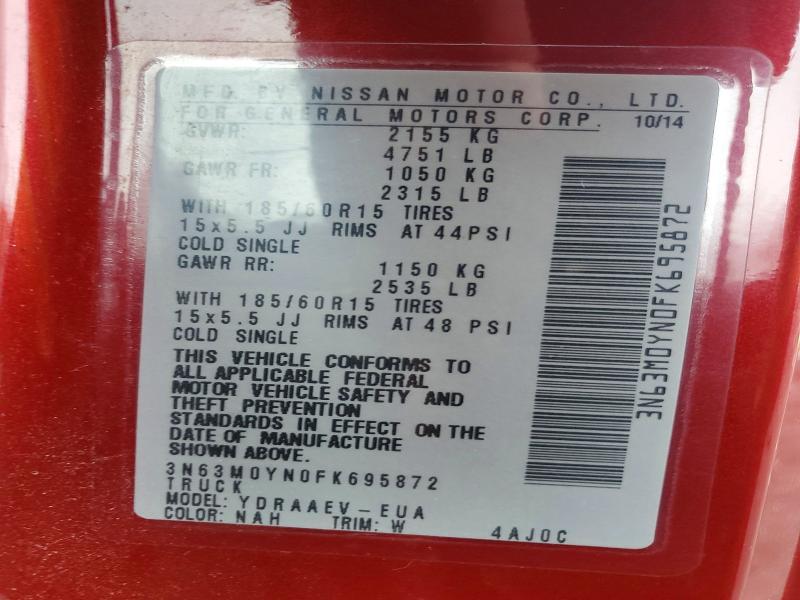 MFD BY NISSAN MOTOR CO., LTD.
FOR GENERAL MOTORS CORP. 10/14
GVWR: 2155 KG
4751 LB
GAWR FR: 1050 KG
2315 LB
WITH 185/60R15 TIRES
15x5.5 JJ RIMS AT 44PSI
COLD SINGLE
GAWR RR: 1150 KG
2535 LB
WITH 185/60R15 TIRES
15x5.5 JJ RIMS AT 48 PSI
COLD SINGLE
THIS VEHICLE CONFORMS TO
ALL APPLICABLE FEDERAL
MOTOR VEHICLE SAFETY AND
THEFT PREVENTION
STANDARDS IN EFFECT ON THE
DATE OF MANUFACTURE
SHOWN ABOVE.
3N63M0YN0FK695872
TRUCK
MODEL: YDRAAEV-EUA
COLOR: NAH TRIM: W 4AJ0C
3N63M0YN0FK695872